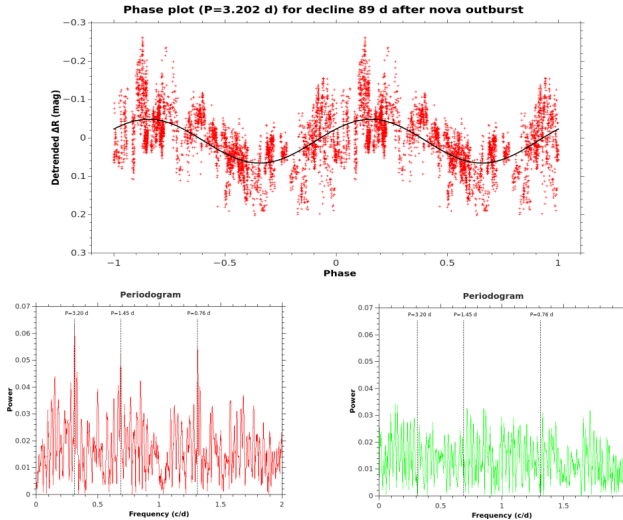 Phase plot (P=3.202 d) for decline 89 d after nova outburst
−0.3
−0.2
−0.1
0
0.1
0.2
0.3
Detrended ΔR (mag)
−1
−0.5
0
0.5
1
Phase
Periodogram
0.07
0.06
0.05
0.04
0.03
0.02
0.01
0
Power
P=3.20 d
P=1.45 d
P=0.76 d
0
0.5
1
1.5
2
Frequency (c/d)
Periodogram
0.07
0.06
0.05
0.04
0.03
0.02
0.01
0
Power
P=3.20 d
P=1.45 d
P=0.76 d
0
0.5
1
1.5
Frequency (c/d)